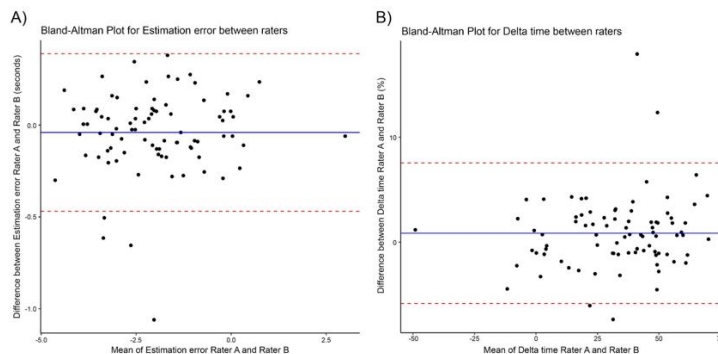 A)
Bland-Altman Plot for Estimation error between raters
Difference between Estimation error Rater A and Rater B (seconds)
0.0
-0.5
-1.0
-5.0
-2.5
0.0
2.5
Mean of Estimation error Rater A and Rater B
B)
Bland-Altman Plot for Delta time between raters
Difference between Delta time Rater A and Rater B (%)
10
0
-50
-25
0
25
50
75
Mean of Delta time Rater A and Rater B